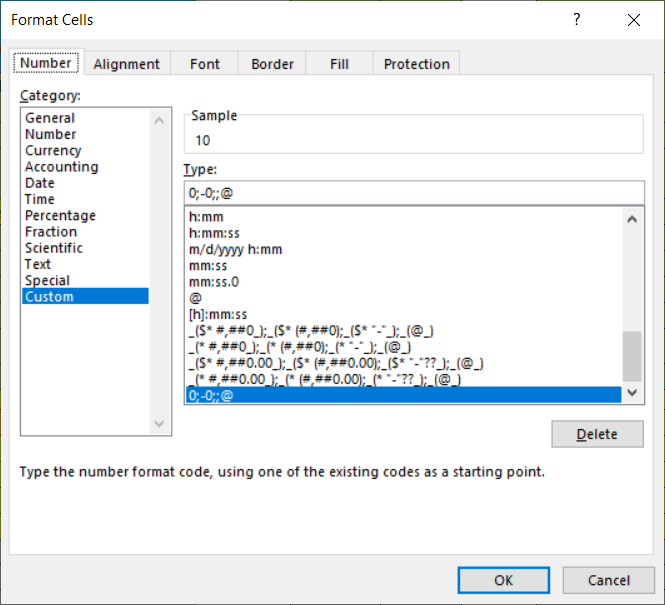 Format Cells
Number Alignment Font Border Fill Protection
Category:
General
Number
Currency
Accounting
Date
Time
Percentage
Fraction
Scientific
Text
Special
Custom
Sample
10
Type:
0;-0;;@
h:mm
h:mm:ss
m/d/yyyy h:mm
mm:ss
mm:ss.0
@
[h]:mm:ss
_($* #,##0_);_($* (#,##0);_($* "-"_);_(@_)
_(* #,##0_);_(* (#,##0);_(* "-"_);_(@_)
_($* #,##0.00_);_($* (#,##0.00);_($* "-"??_);_(@_)
_(* #,##0.00_);_(* (#,##0.00);_(* "-"??_);_(@_)
0;-0;;@
Delete
Type the number format code, using one of the existing codes as a starting point.
OK Cancel